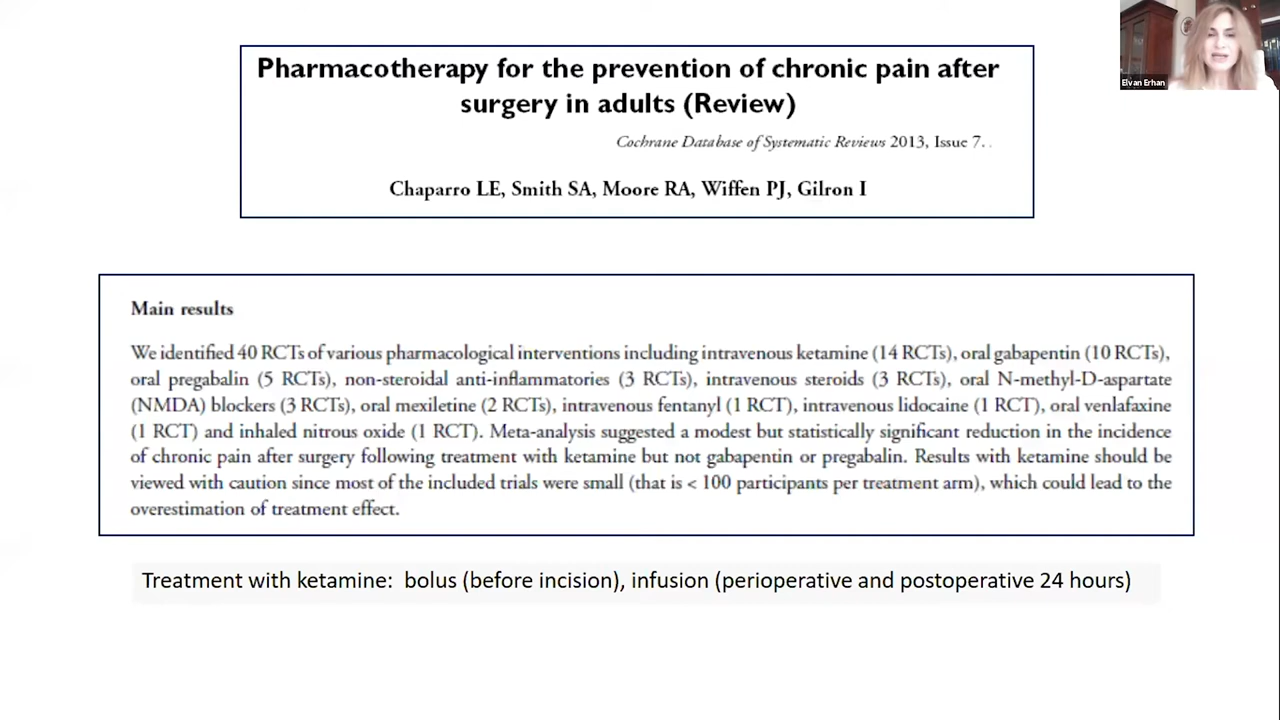 Elvan Erhan
Pharmacotherapy for the prevention of chronic pain after
surgery in adults (Review)
Cochrane Database of Systematic Reviews 2013, Issue 7. .
Chaparro LE, Smith SA, Moore RA, Wiffen PJ, Gilron I
Main results
We identified 40 RCTs of various pharmacological interventions including intravenous ketamine (14 RCTs), oral gabapentin (10 RCTs),
oral pregabalin (5 RCTs), non-steroidal anti-inflammatories (3 RCTs), intravenous steroids (3 RCTs), oral N-methyl-D-aspartate
(NMDA) blockers (3 RCTs), oral mexiletine (2 RCTs), intravenous fentanyl (1 RCT), intravenous lidocaine (1 RCT), oral venlafaxine
(1 RCT) and inhaled nitrous oxide (1 RCT). Meta-analysis suggested a modest but statistically significant reduction in the incidence
of chronic pain after surgery following treatment with ketamine but not gabapentin or pregabalin. Results with ketamine should be
viewed with caution since most of the included trials were small (that is < 100 participants per treatment arm), which could lead to the
overestimation of treatment effect.
Treatment with ketamine: bolus (before incision), infusion (perioperative and postoperative 24 hours)